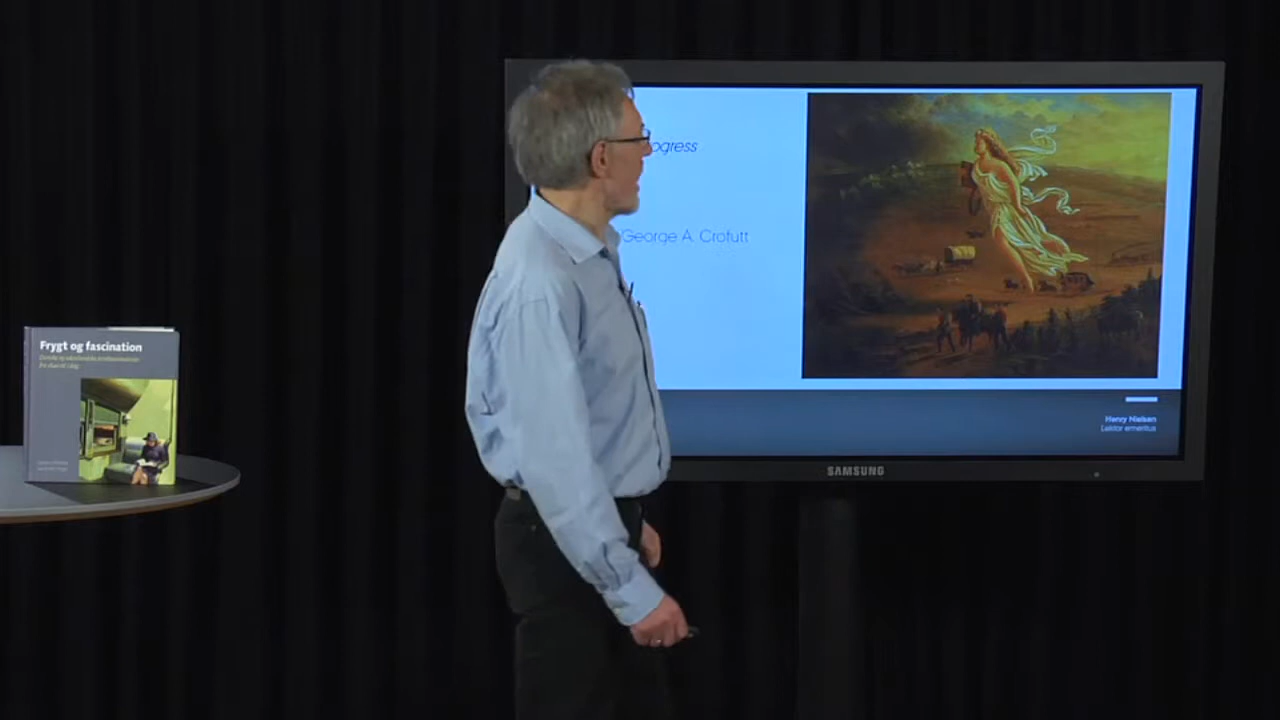 Frygt og fascination
ogress
George A. Crofutt
Henry Nielsen
Lektor emeritus
SAMSUNG